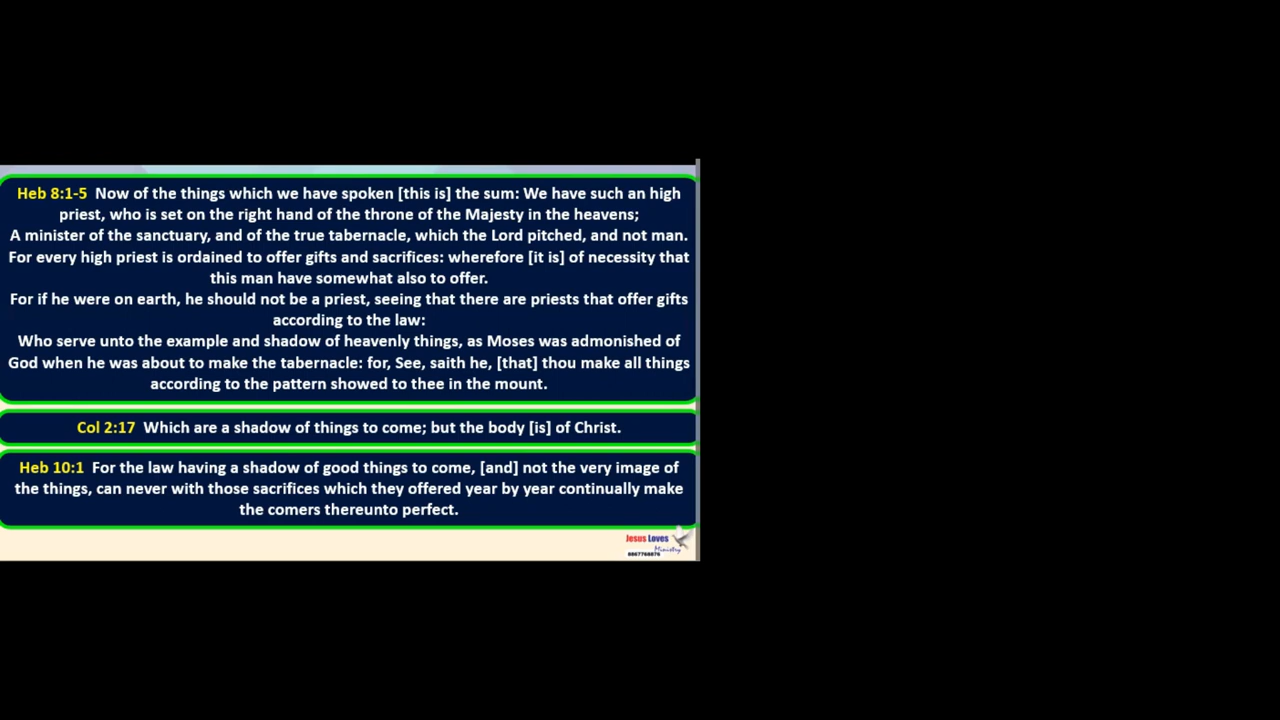 Heb 8:1-5 Now of the things which we have spoken [this is] the sum: We have such an high
priest, who is set on the right hand of the throne of the Majesty in the heavens;
A minister of the sanctuary, and of the true tabernacle, which the Lord pitched, and not man.
For every high priest is ordained to offer gifts and sacrifices: wherefore [it is] of necessity that
this man have somewhat also to offer.
For if he were on earth, he should not be a priest, seeing that there are priests that offer gifts
according to the law:
Who serve unto the example and shadow of heavenly things, as Moses was admonished of
God when he was about to make the tabernacle: for, See, saith he, [that] thou make all things
according to the pattern showed to thee in the mount.
Col 2:17 Which are a shadow of things to come; but the body [is] of Christ.
Heb 10:1 For the law having a shadow of good things to come, [and] not the very image of
the things, can never with those sacrifices which they offered year by year continually make
the comers thereunto perfect.
Jesus Loves
Ministry